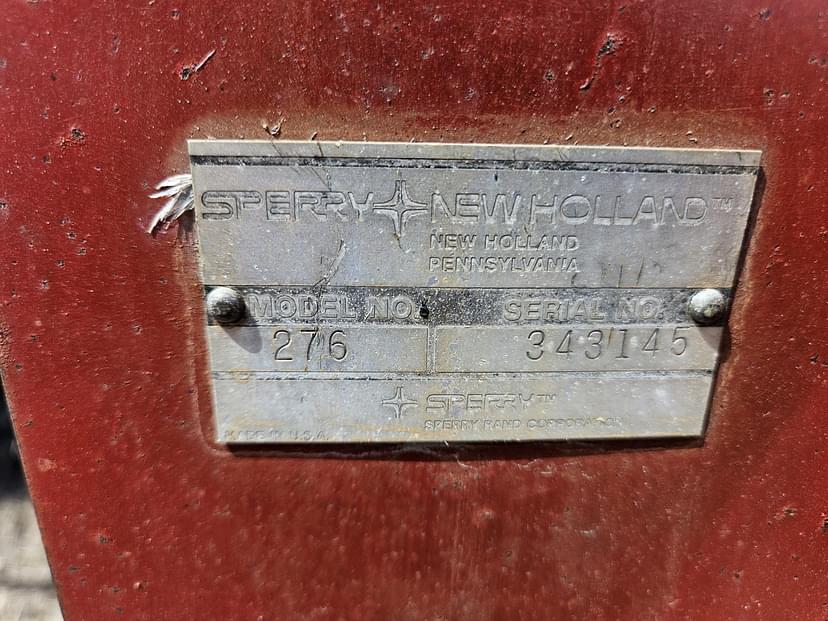 SPERRY NEW HOLLAND™
NEW HOLLAND
PENNSYLVANIA
MODEL NO. SERIAL NO.
276 343145
SPERRY™
SPERRY RAND CORPORATION
MADE IN U.S.A.